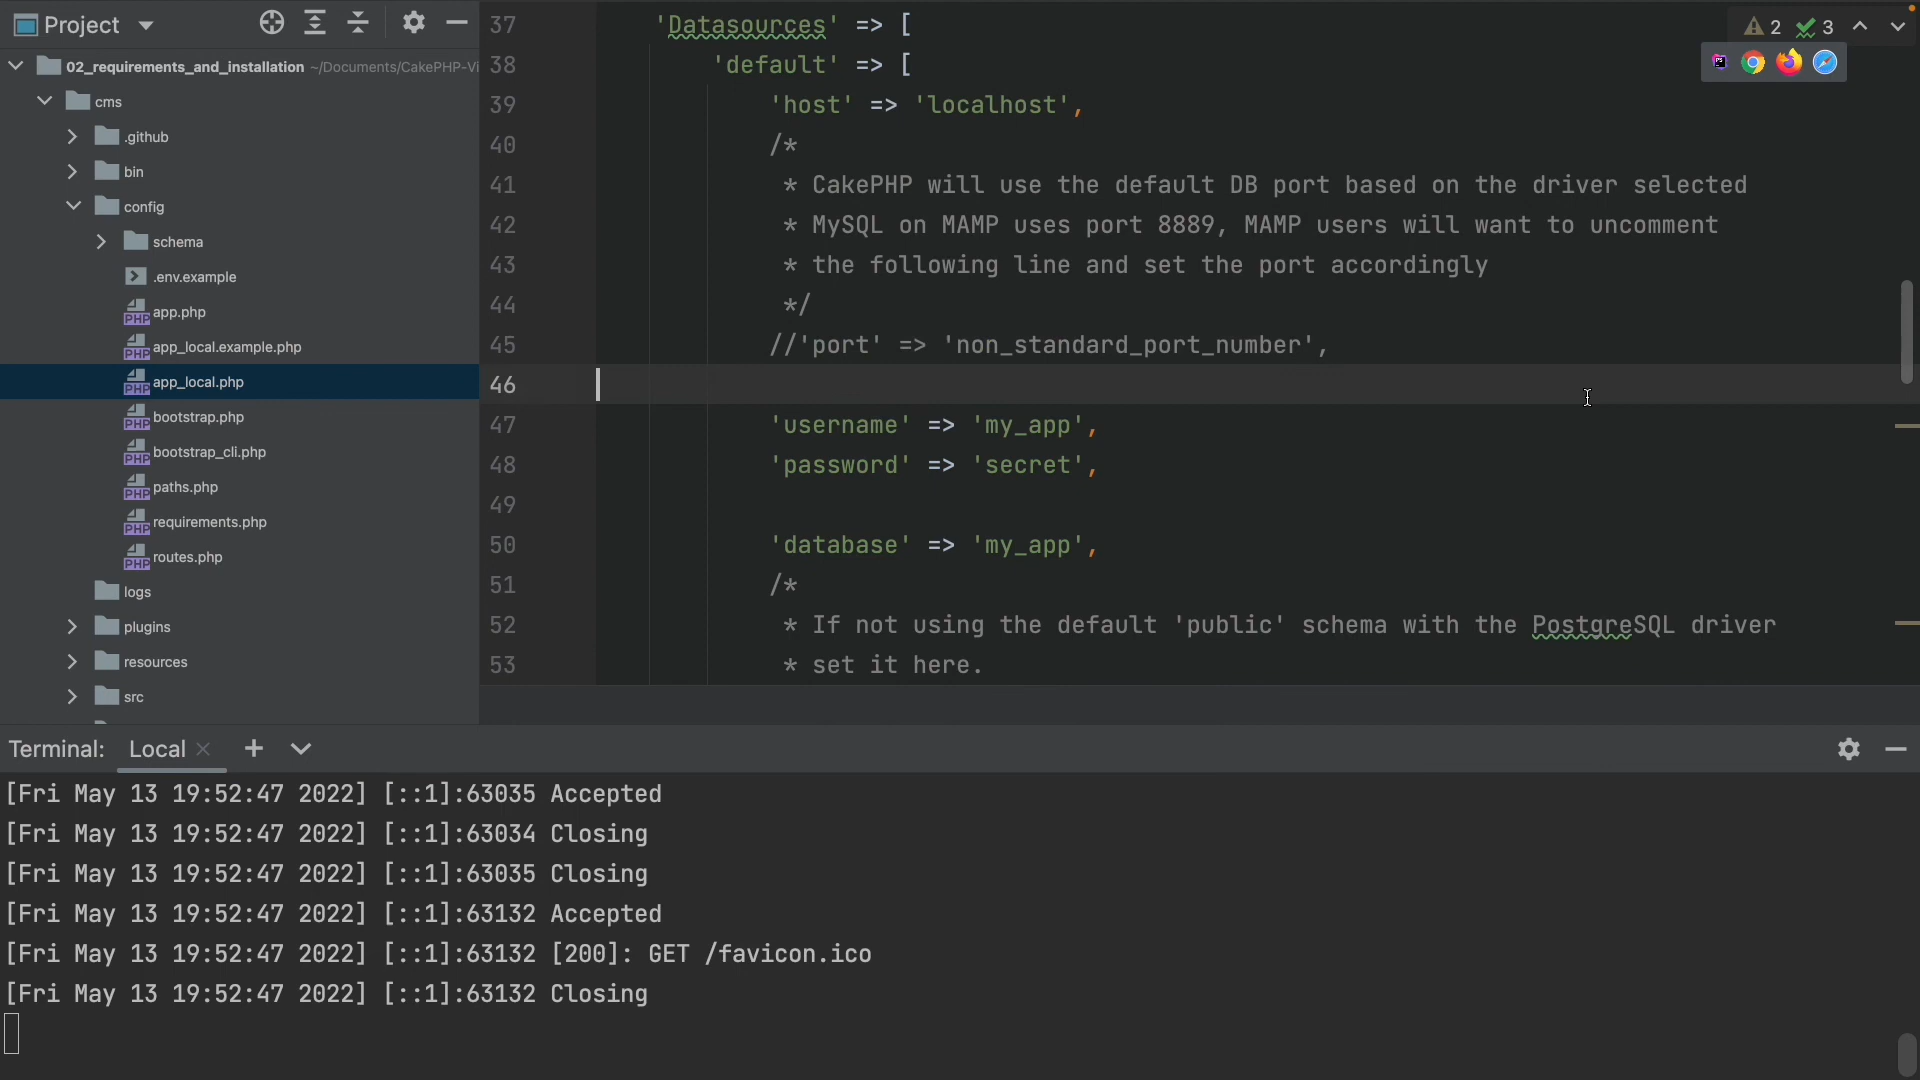 Project
02_requirements_and_installation ~/Documents/CakePHP-Vi
cms
.github
bin
config
schema
.env.example
app.php
app_local.example.php
app_local.php
bootstrap.php
bootstrap_cli.php
paths.php
requirements.php
routes.php
logs
plugins
resources
src
2 3
37 'Datasources' => [
38 'default' => [
39 'host' => 'localhost',
40 /*
41 * CakePHP will use the default DB port based on the driver selected
42 * MySQL on MAMP uses port 8889, MAMP users will want to uncomment
43 * the following line and set the port accordingly
44 */
45 //'port' => 'non_standard_port_number',
46
47 'username' => 'my_app',
48 'password' => 'secret',
49
50 'database' => 'my_app',
51 /*
52 * If not using the default 'public' schema with the PostgreSQL driver
53 * set it here.
Terminal: Local
[Fri May 13 19:52:47 2022] [::1]:63035 Accepted
[Fri May 13 19:52:47 2022] [::1]:63034 Closing
[Fri May 13 19:52:47 2022] [::1]:63035 Closing
[Fri May 13 19:52:47 2022] [::1]:63132 Accepted
[Fri May 13 19:52:47 2022] [::1]:63132 [200]: GET /favicon.ico
[Fri May 13 19:52:47 2022] [::1]:63132 Closing